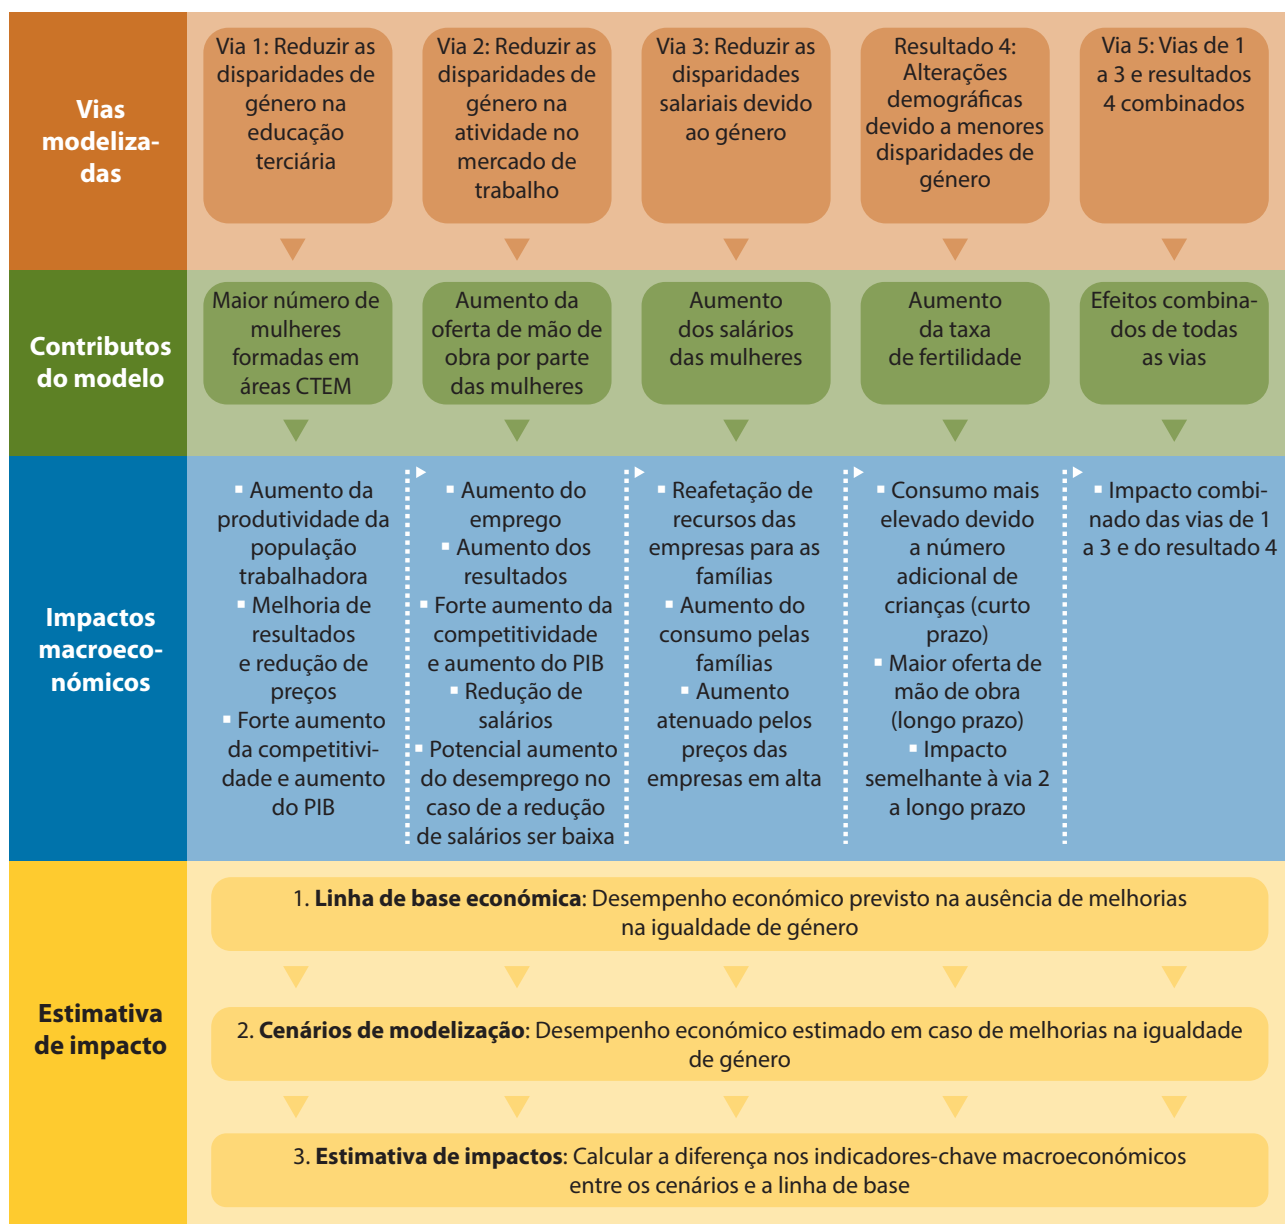 Vias
modeliza-
das
Via 1: Reduzir as
disparidades de
género na
educação
terciária
Via 2: Reduzir as
disparidades de
género na
atividade no
mercado de
trabalho
Via 3: Reduzir as
disparidades
salariais devido
ao género
Resultado 4:
Alterações
demográficas
devido a menores
disparidades de
género
Via 5: Vias de 1
a 3 e resultados
4 combinados
Contributos
do modelo
Maior número de
mulheres
formadas em
áreas CTEM
Aumento da
oferta de mão de
obra por parte
das mulheres
Aumento
dos salários
das mulheres
Aumento
da taxa
de fertilidade
Efeitos combina-
dos de todas
as vias
Impactos
macroeco-
nómicos
▪ Aumento da
produtividade da
população
trabalhadora
▪ Melhoria de
resultados
e redução de
preços
▪ Forte aumento
da competitivi-
dade e aumento
do PIB
▪ Aumento do
emprego
▪ Aumento dos
resultados
▪ Forte aumento da
competitividade
e aumento do PIB
▪ Redução de
salários
▪ Potencial aumento
do desemprego no
caso de a redução
de salários ser baixa
▪ Reafetação de
recursos das
empresas para as
famílias
▪ Aumento do
consumo pelas
famílias
▪ Aumento
atenuado pelos
preços das
empresas em alta
▪ Consumo mais
elevado devido
a número
adicional de
crianças (curto
prazo)
▪ Maior oferta de
mão de obra
(longo prazo)
▪ Impacto
semelhante à via 2
a longo prazo
▪ Impacto combi-
nado das vias de 1
a 3 e do resultado 4
Estimativa
de impacto
1. Linha de base económica: Desempenho económico previsto na ausência de melhorias
na igualdade de género
2. Cenários de modelização: Desempenho económico estimado em caso de melhorias na igualdade
de género
3. Estimativa de impactos: Calcular a diferença nos indicadores-chave macroeconómicos
entre os cenários e a linha de base